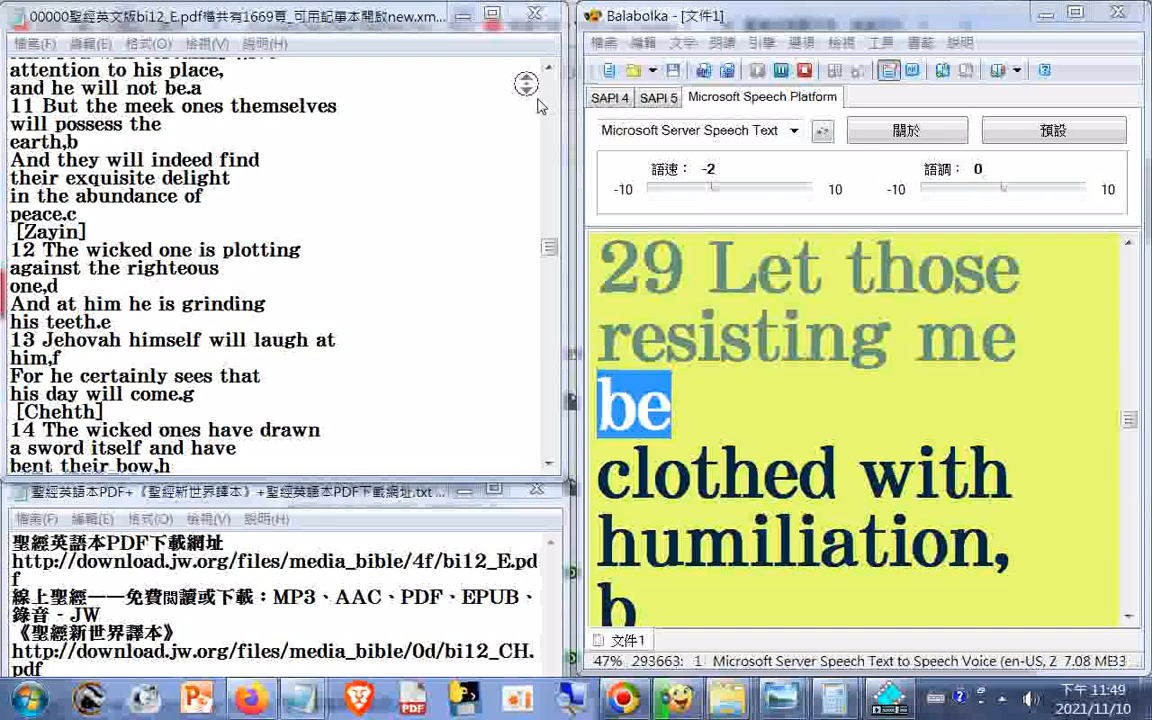 00000聖經英文版bi12_E.pdf檔共有1669頁_可用記事本開啟new.xm...
檔案(F) 編輯(E) 格式(O) 檢視(V) 說明(H)
attention to his place,
and he will not be.a
11 But the meek ones themselves
will possess the
earth,b
And they will indeed find
their exquisite delight
in the abundance of
peace.c
[Zayin]
12 The wicked one is plotting
against the righteous
one,d
And at him he is grinding
his teeth.e
13 Jehovah himself will laugh at
him,f
For he certainly sees that
his day will come.g
[Chehth]
14 The wicked ones have drawn
a sword itself and have
bent their bow,h
聖經英語本PDF+《聖經新世界譯本》+聖經英語本PDF下載網址.txt ...
檔案(F) 編輯(E) 格式(O) 檢視(V) 說明(H)
聖經英語本PDF下載網址
http://download.jw.org/files/media_bible/4f/bi12_E.pd
f
線上聖經——免費閱讀或下載：MP3、AAC、PDF、EPUB、
錄音 - JW
《聖經新世界譯本》
http://download.jw.org/files/media_bible/0d/bi12_CH.
pdf
Balabolka - [文件1]
檔案 編輯 文字 朗讀 引擎 選項 檢視 工具 書籤 說明
SAPI 4 SAPI 5 Microsoft Speech Platform
Microsoft Server Speech Text 關於 預設
語速： -2 語調： 0
-10 10 -10 10
29 Let those
resisting me
be
clothed with
humiliation,
b
文件1
47% 293663: 1 Microsoft Server Speech Text to Speech Voice (en-US, Z 7.08 MB
下午 11:49
2021/11/10